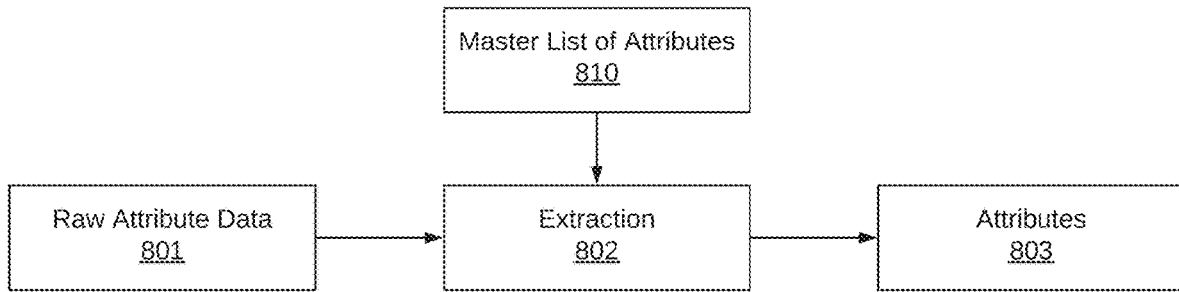 Master List of Attributes
810
Raw Attribute Data
801
Extraction
802
Attributes
803